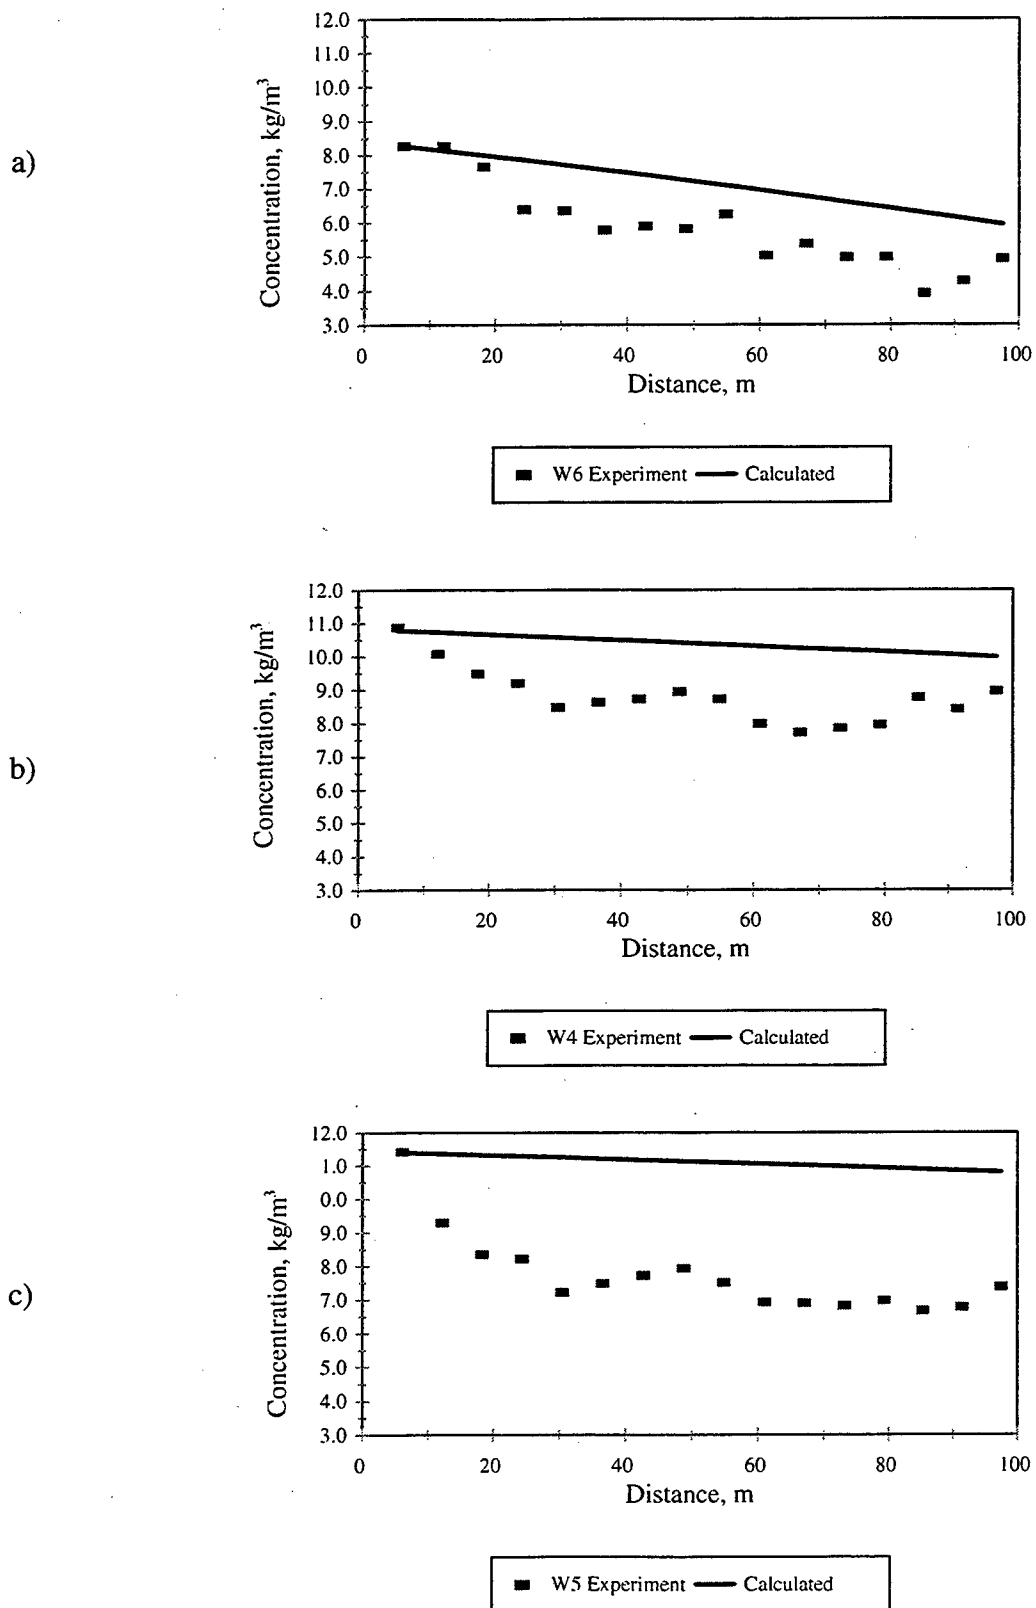 a)
Concentration, kg/m³
12.0
11.0
10.0
9.0
8.0
7.0
6.0
5.0
4.0
3.0
0 20 40 60 80 100
Distance, m
W6 Experiment Calculated
b)
Concentration, kg/m³
12.0
11.0
10.0
9.0
8.0
7.0
6.0
5.0
4.0
3.0
0 20 40 60 80 100
Distance, m
W4 Experiment Calculated
c)
Concentration, kg/m³
12.0
1.0
0.0
9.0
8.0
7.0
6.0
5.0
4.0
3.0
0 20 40 60 80 100
Distance, m
W5 Experiment Calculated